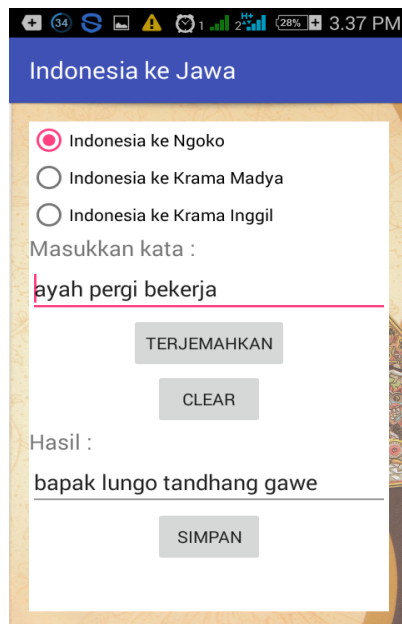 34 1 2 H+ 28% 3.37 PM
Indonesia ke Jawa
Indonesia ke Ngoko
Indonesia ke Krama Madya
Indonesia ke Krama Inggil
Masukkan kata :
ayah pergi bekerja
TERJEMAHKAN
CLEAR
Hasil :
bapak lungo tandhang gawe
SIMPAN